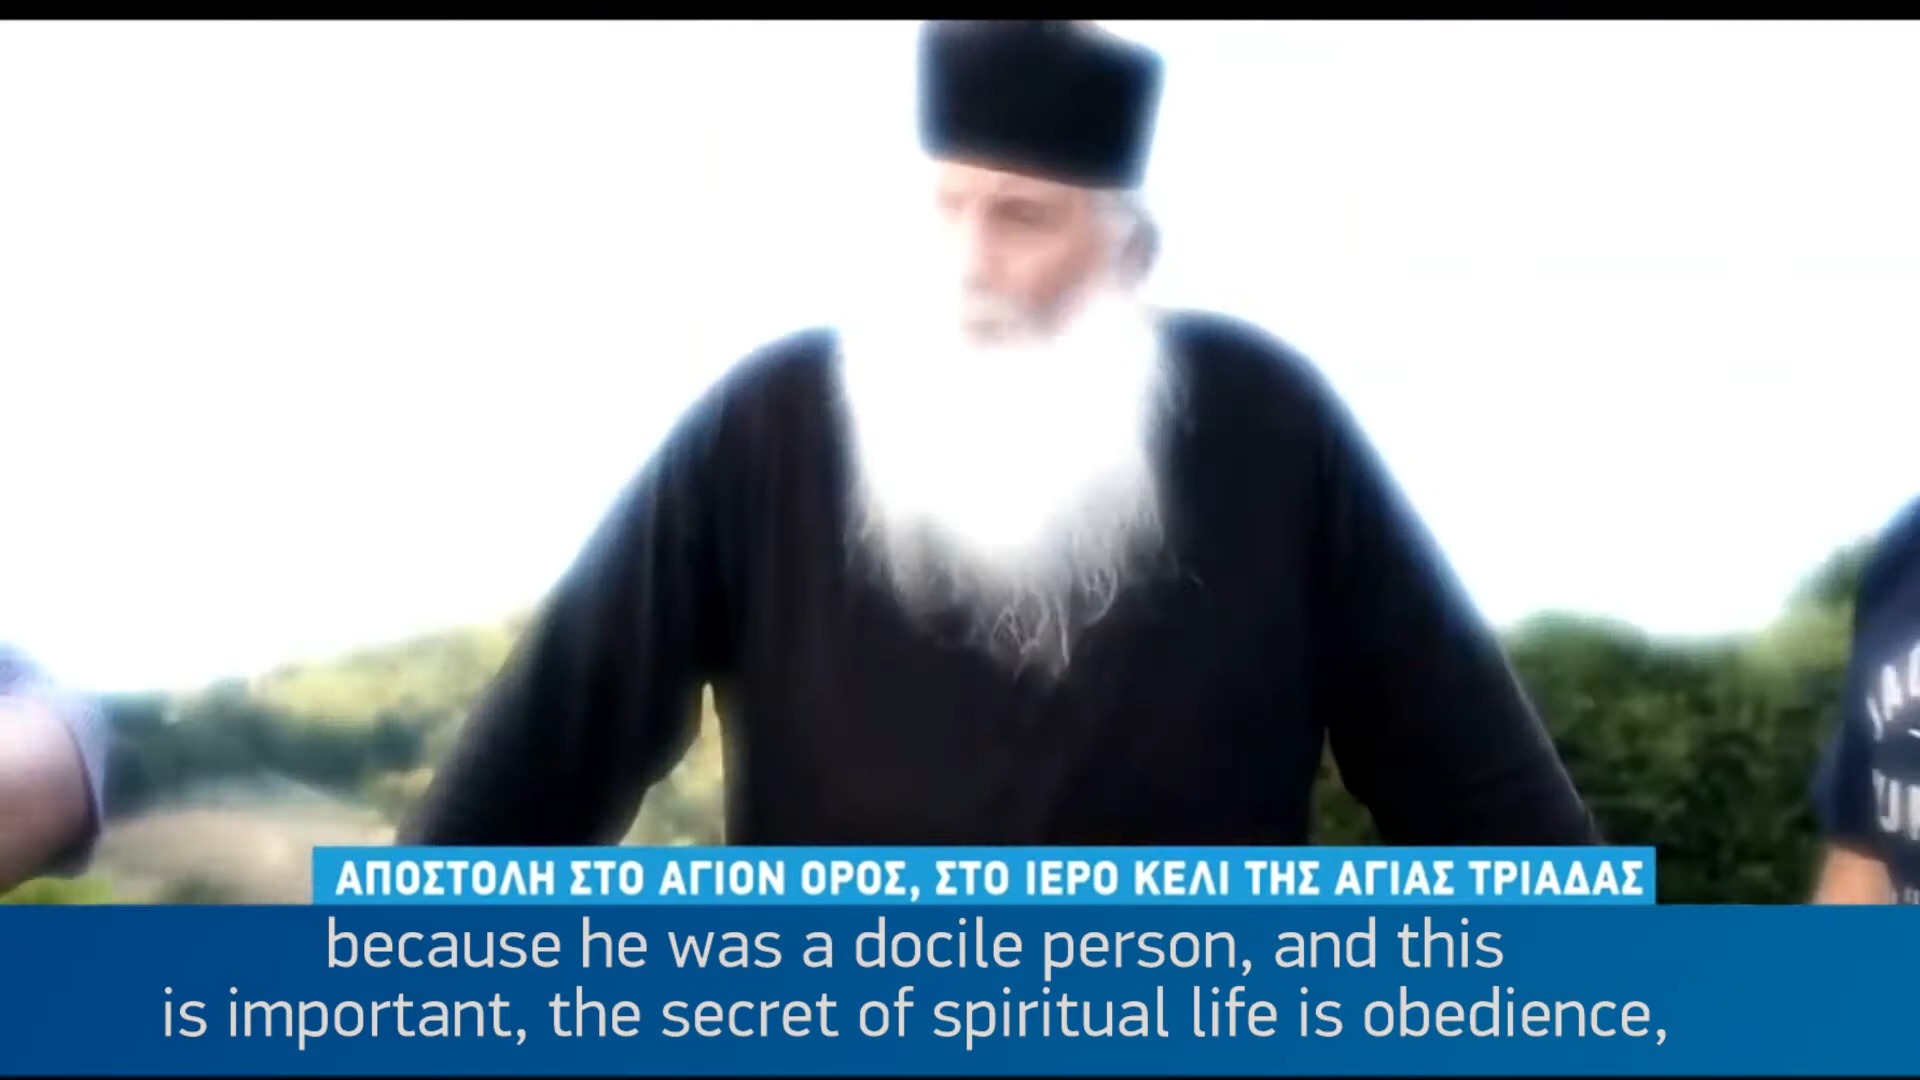 ΑΠΟΣΤΟΛΗ ΣΤΟ ΑΓΙΟΝ ΟΡΟΣ, ΣΤΟ ΙΕΡΟ ΚΕΛΙ ΤΗΣ ΑΓΙΑΣ ΤΡΙΑΔΑΣ
because he was a docile person, and this
is important, the secret of spiritual life is obedience,